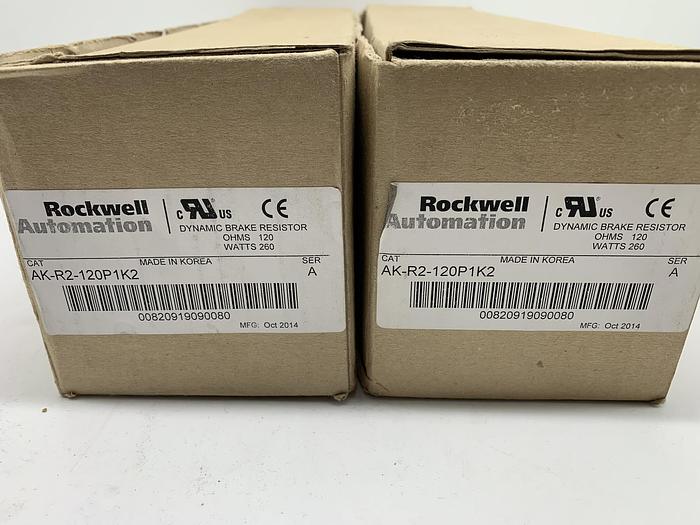 Rockwell
Automation
c RU US CE
DYNAMIC BRAKE RESISTOR
OHMS 120
WATTS 260
CAT MADE IN KOREA SER
AK-R2-120P1K2 A
00820919090080
MFG: Oct 2014
Rockwell
Automation
c RU US CE
DYNAMIC BRAKE RESISTOR
OHMS 120
WATTS 260
CAT MADE IN KOREA SER
AK-R2-120P1K2 A
00820919090080
MFG: Oct 2014